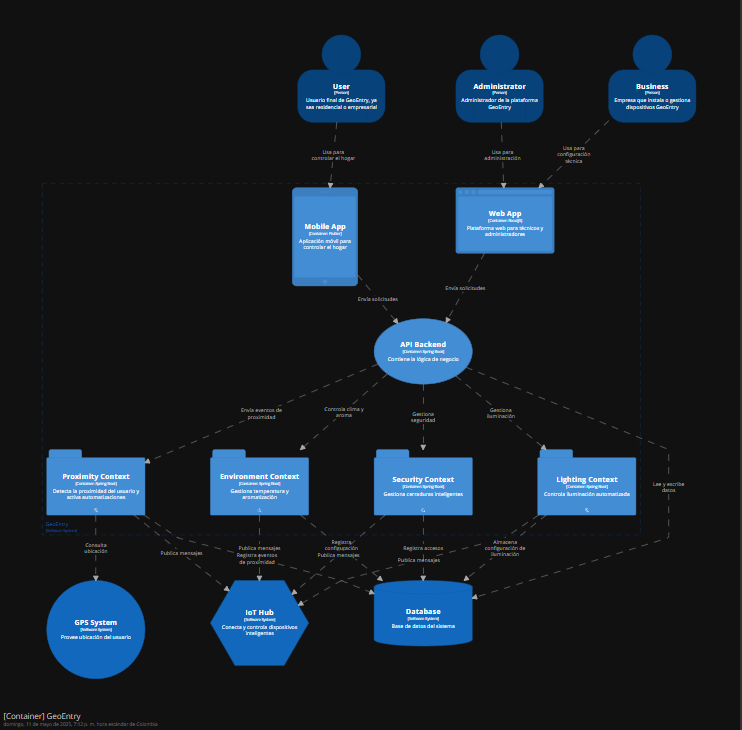 User
[Person]
Usuario final de GeoEntry, ya
sea residencial o empresarial
Administrator
[Person]
Administrador de la plataforma
GeoEntry
Business
[Person]
Empresa que instala o gestiona
dispositivos GeoEntry
Usa para
controlar el hogar
Usa para
administración
Usa para
configuración
técnica
Mobile App
[Container: Flutter]
Aplicación móvil para
controlar el hogar
Web App
[Container: ReactJS]
Plataforma web para técnicos y
administradores
Envía solicitudes
Envía solicitudes
API Backend
[Container: Spring Boot]
Contiene la lógica de negocio
Envía eventos de
proximidad
Controla clima y
aroma
Gestiona
seguridad
Gestiona
iluminación
Lee y escribe
datos
Proximity Context
[Container: Spring Boot]
Detecta la proximidad del usuario y
activa automatizaciones
Environment Context
[Container: Spring Boot]
Gestiona temperatura y
aromatización
Security Context
[Container: Spring Boot]
Gestiona cerraduras inteligentes
Lighting Context
[Container: Spring Boot]
Controla iluminación automatizada
GeoEntry
[Software System]
Consulta
ubicación
Publica mensajes
Publica mensajes
Registra eventos
de proximidad
Registra
configuración
Publica mensajes
Registra accesos
Publica mensajes
Almacena
configuración de
iluminación
GPS System
[Software System]
Provee ubicación del usuario
IoT Hub
[Software System]
Conecta y controla dispositivos
inteligentes
Database
[Software System]
Base de datos del sistema
[Container] GeoEntry
domingo, 11 de mayo de 2025, 7:42 p. m. hora estándar de Colombia